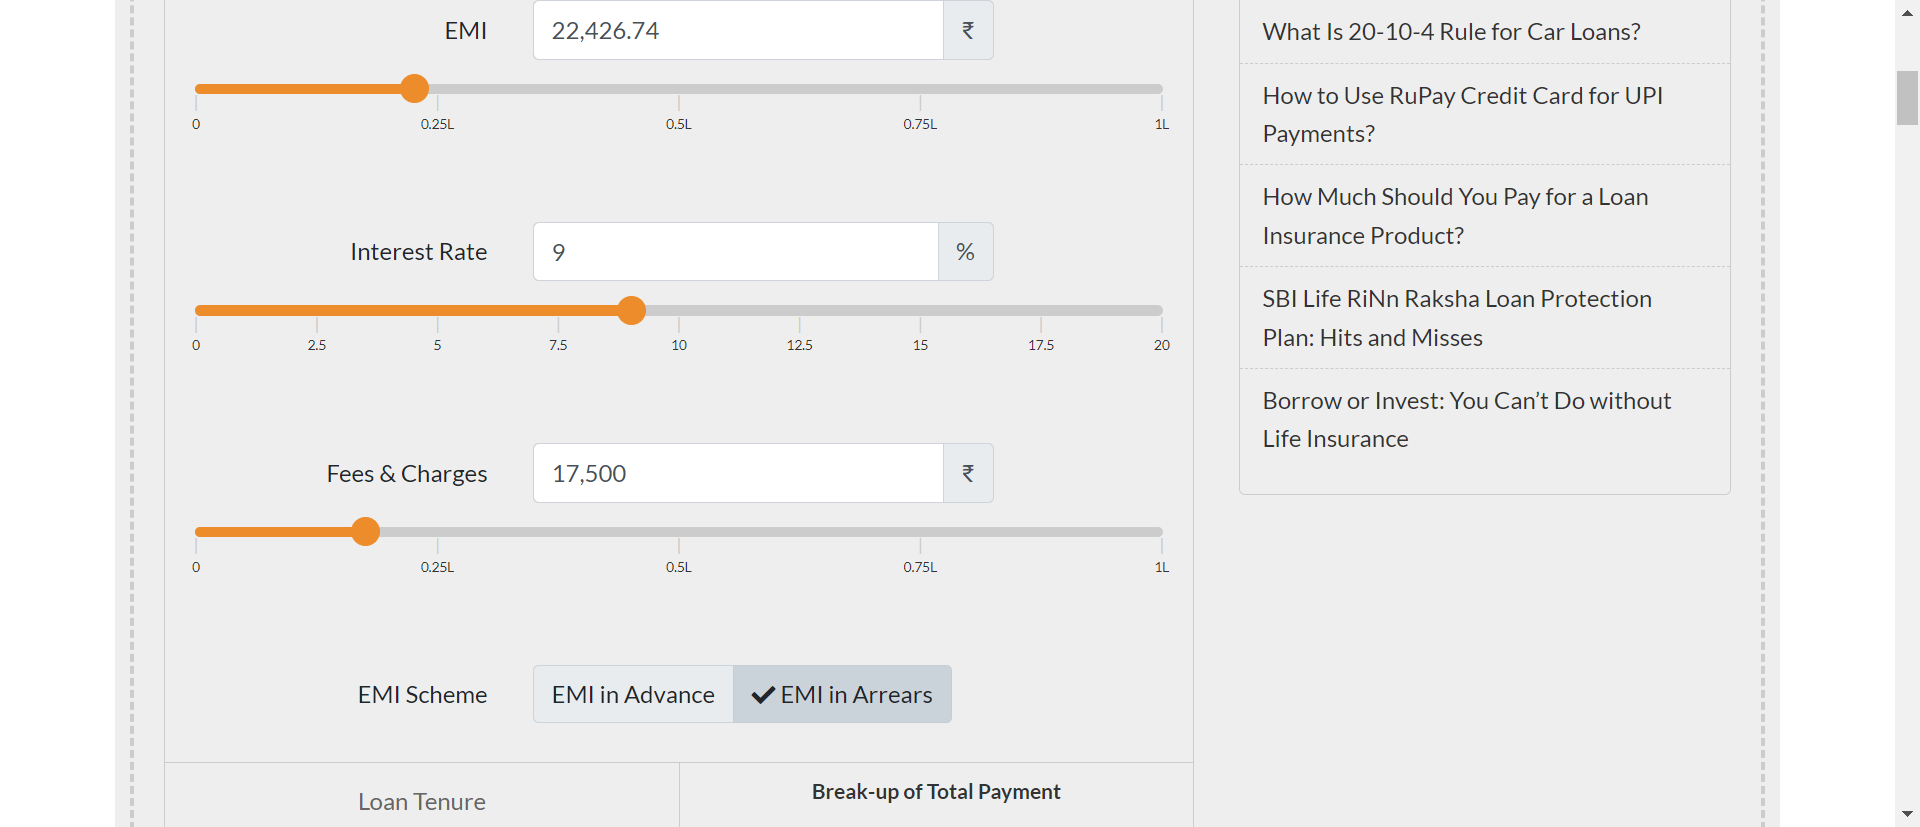 EMI
22,426.74
₹
0
0.25L
0.5L
0.75L
1L
Interest Rate
9
%
0
2.5
5
7.5
10
12.5
15
17.5
20
Fees & Charges
17,500
₹
0
0.25L
0.5L
0.75L
1L
EMI Scheme
EMI in Advance
EMI in Arrears
Loan Tenure
Break-up of Total Payment
What Is 20-10-4 Rule for Car Loans?
How to Use RuPay Credit Card for UPI
Payments?
How Much Should You Pay for a Loan
Insurance Product?
SBI Life RiNn Raksha Loan Protection
Plan: Hits and Misses
Borrow or Invest: You Can’t Do without
Life Insurance